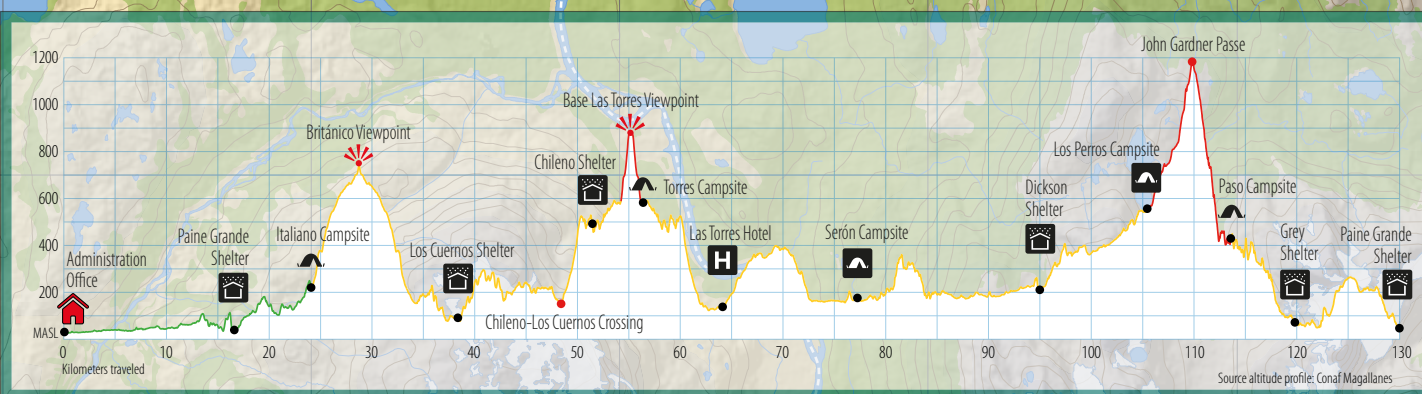 John Gardner Passe
1200
1000
Base Las Torres Viewpoint
Británico Viewpoint
800
Chileno Shelter
Los Perros Campsite
Torres Campsite
Dickson
Shelter
Paso Campsite
600
Paine Grande
Shelter
Italiano Campsite
Los Cuernos Shelter
Las Torres Hotel
H
Serón Campsite
Grey
Shelter
Paine Grande
Shelter
400
Administration
Office
200
Chileno-Los Cuernos Crossing
MASL
0 10 20 30 40 50 60 70 80 90 100 110 120 130
Kilometers traveled
Source altitude profile: Conaf Magallanes